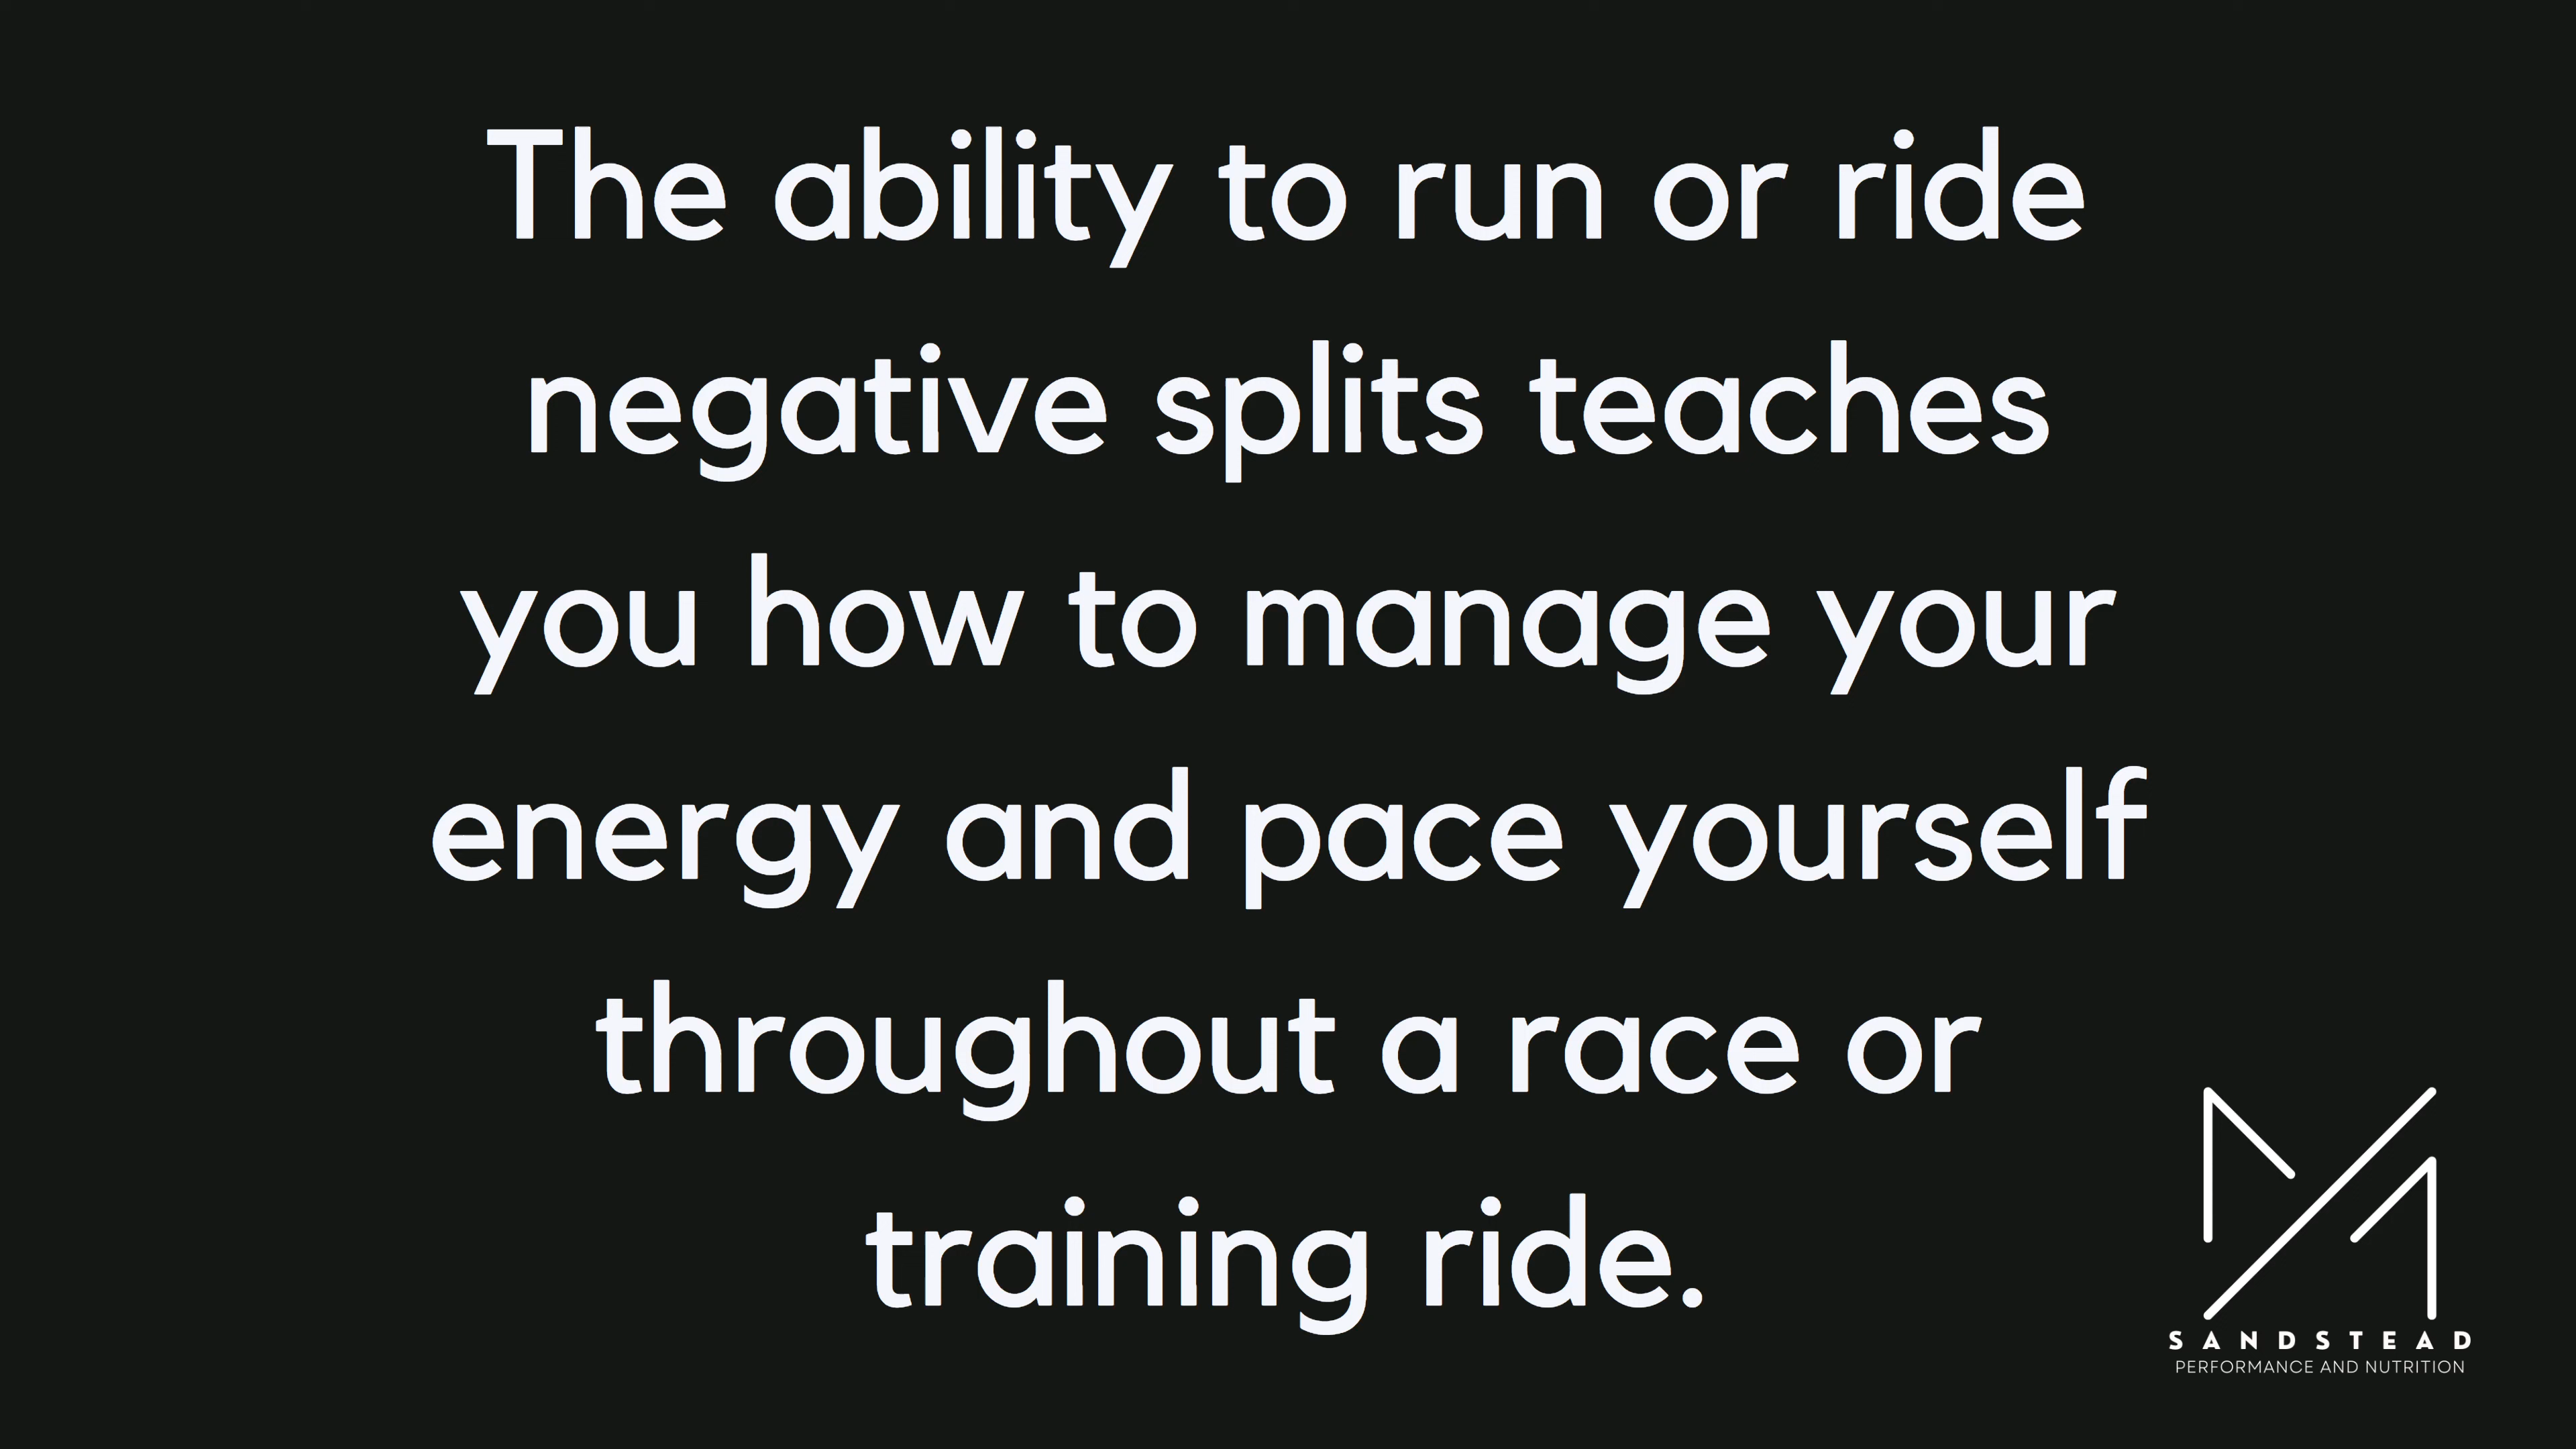 The ability to run or ride
negative splits teaches
you how to manage your
energy and pace yourself
throughout a race or
training ride.
SANDSTEAD
PERFORMANCE AND NUTRITION